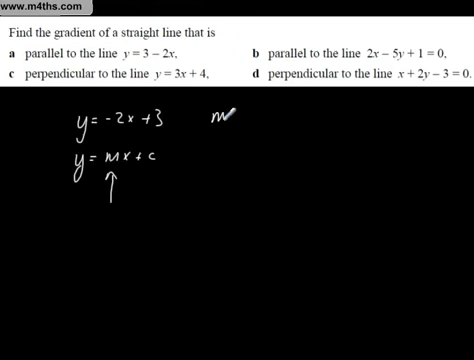 www.m4ths.com
Find the gradient of a straight line that is
a parallel to the line y = 3 − 2x,
b parallel to the line 2x − 5y + 1 = 0,
c perpendicular to the line y = 3x + 4,
d perpendicular to the line x + 2y − 3 = 0.
y = -2x + 3 m
y = mx + c